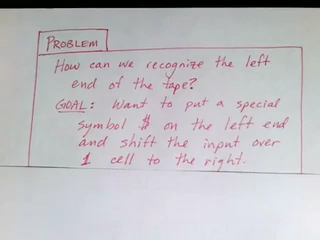 PROBLEM
How can we recognize the left
end of the tape?
GOAL: Want to put a special
symbol $ on the left end
and shift the input over
1 cell to the right.